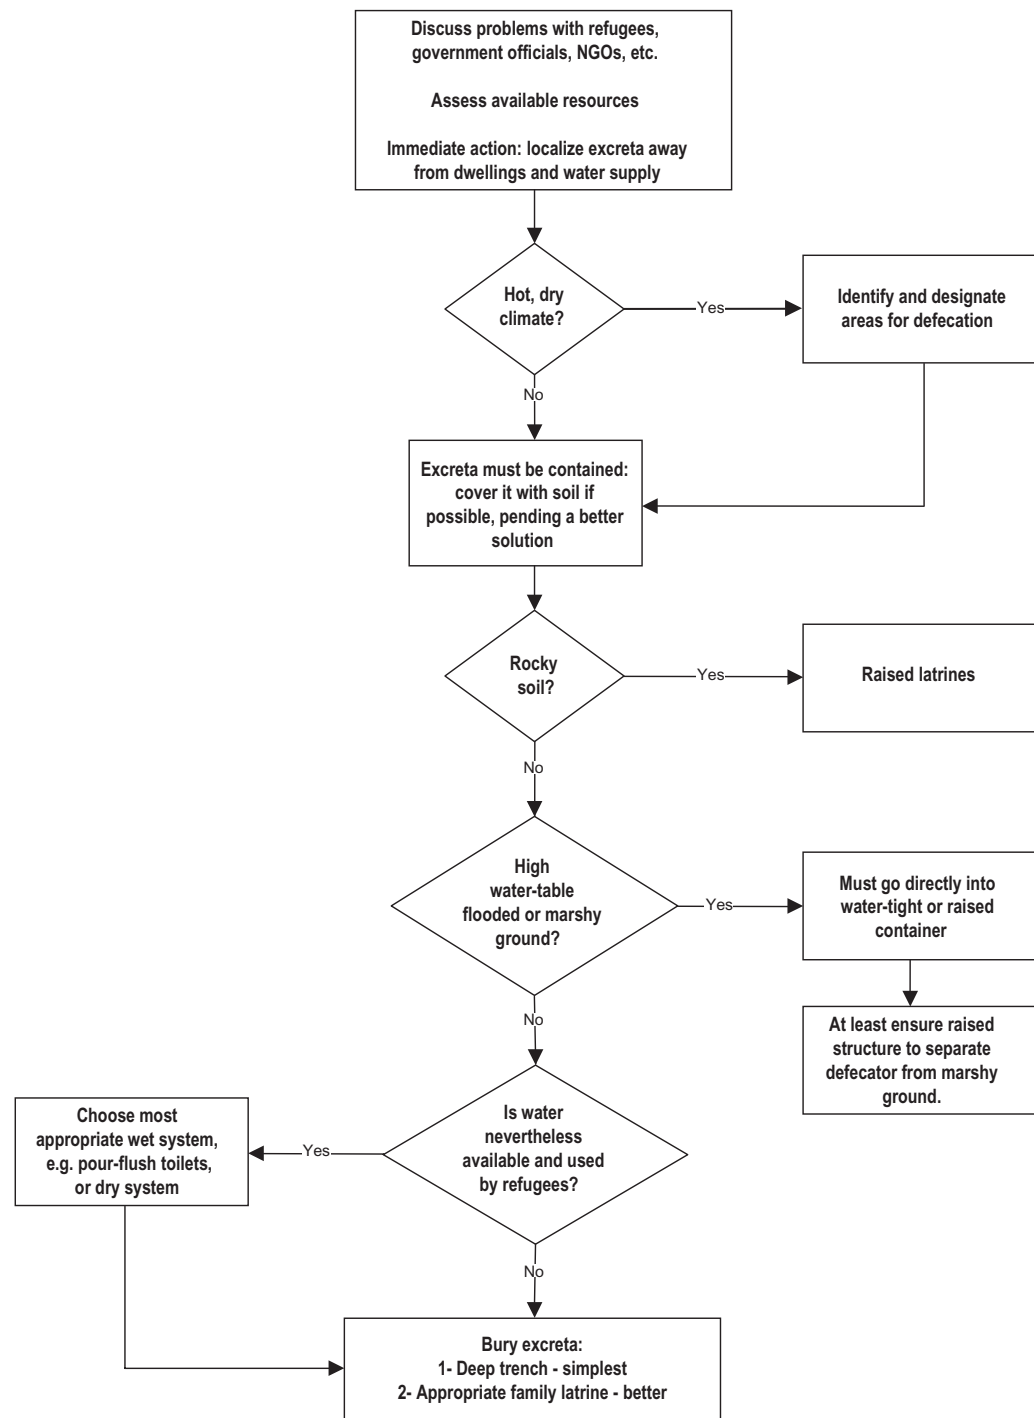 Discuss problems with refugees,
government officials, NGOs, etc.
Assess available resources
Immediate action: localize excreta away
from dwellings and water supply
Hot, dry
climate?
Yes
Identify and designate
areas for defecation
No
Excreta must be contained:
cover it with soil if
possible, pending a better
solution
Rocky
soil?
Yes
Raised latrines
No
High
water-table
flooded or marshy
ground?
Yes
Must go directly into
water-tight or raised
container
At least ensure raised
structure to separate
defecator from marshy
ground.
No
Is water
nevertheless
available and used
by refugees?
Yes
Choose most
appropriate wet system,
e.g. pour-flush toilets,
or dry system
No
Bury excreta:
1- Deep trench - simplest
2- Appropriate family latrine - better